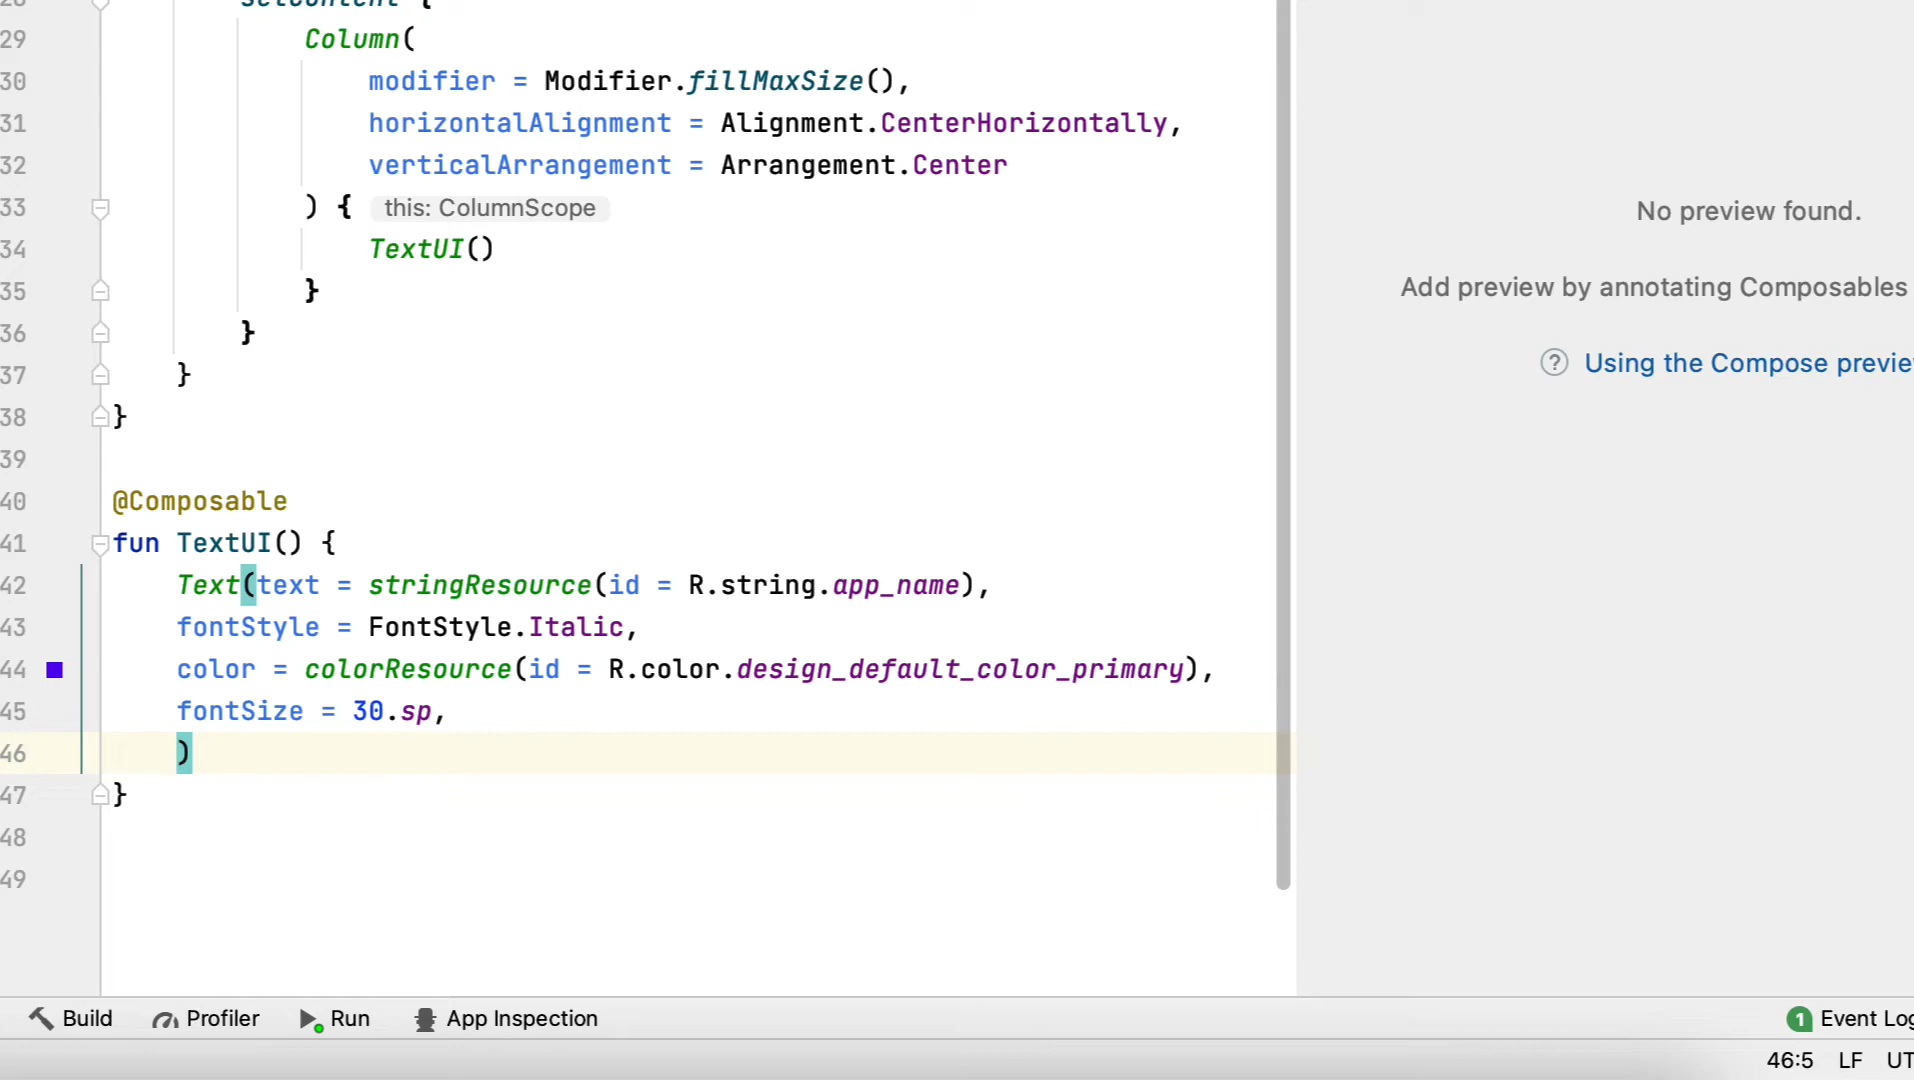 28 setContent {
29 Column(
30 modifier = Modifier.fillMaxSize(),
31 horizontalAlignment = Alignment.CenterHorizontally,
32 verticalArrangement = Arrangement.Center
33 ) { this: ColumnScope
34 TextUI()
35 }
36 }
37 }
38 }
39
40 @Composable
41 fun TextUI() {
42 Text(text = stringResource(id = R.string.app_name),
43 fontStyle = FontStyle.Italic,
44 color = colorResource(id = R.color.design_default_color_primary),
45 fontSize = 30.sp,
46 )
47 }
48
49
No preview found.
Add preview by annotating Composables
? Using the Compose previe
Build Profiler Run App Inspection
1 Event Log
46:5 LF UT